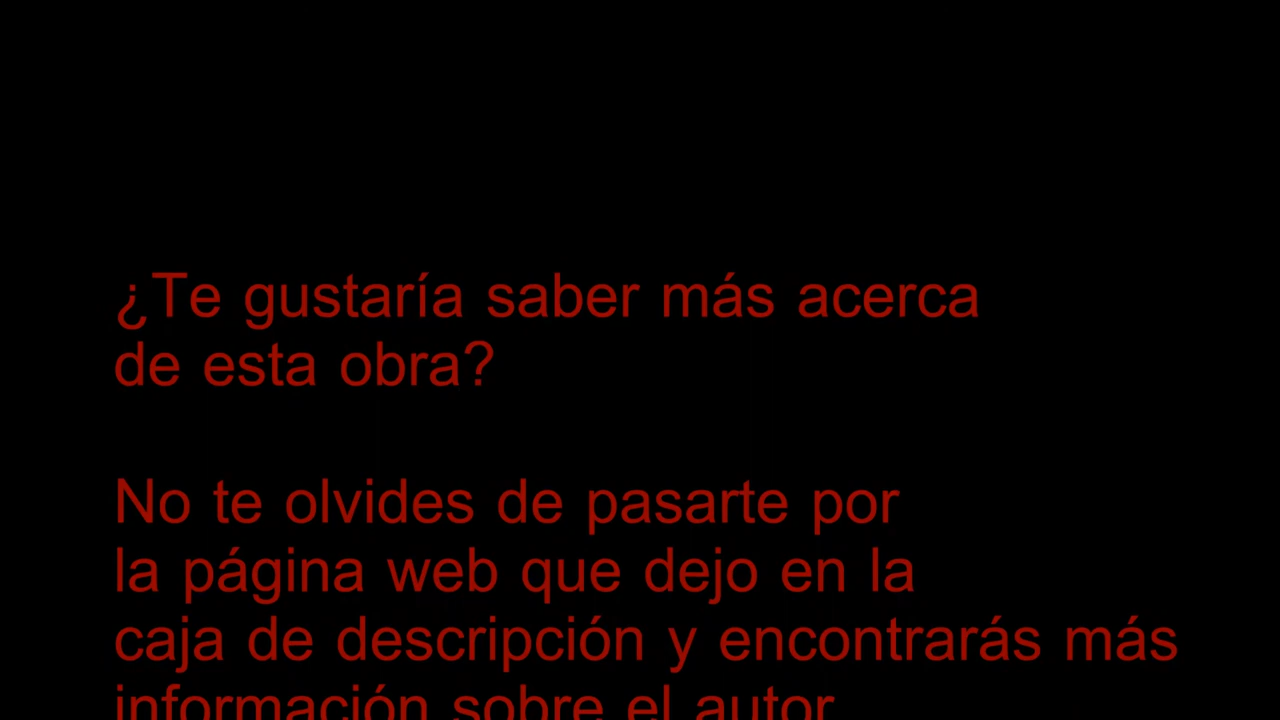 ¿Te gustaría saber más acerca
de esta obra?
No te olvides de pasarte por
la página web que dejo en la
caja de descripción y encontrarás más
información sobre el autor